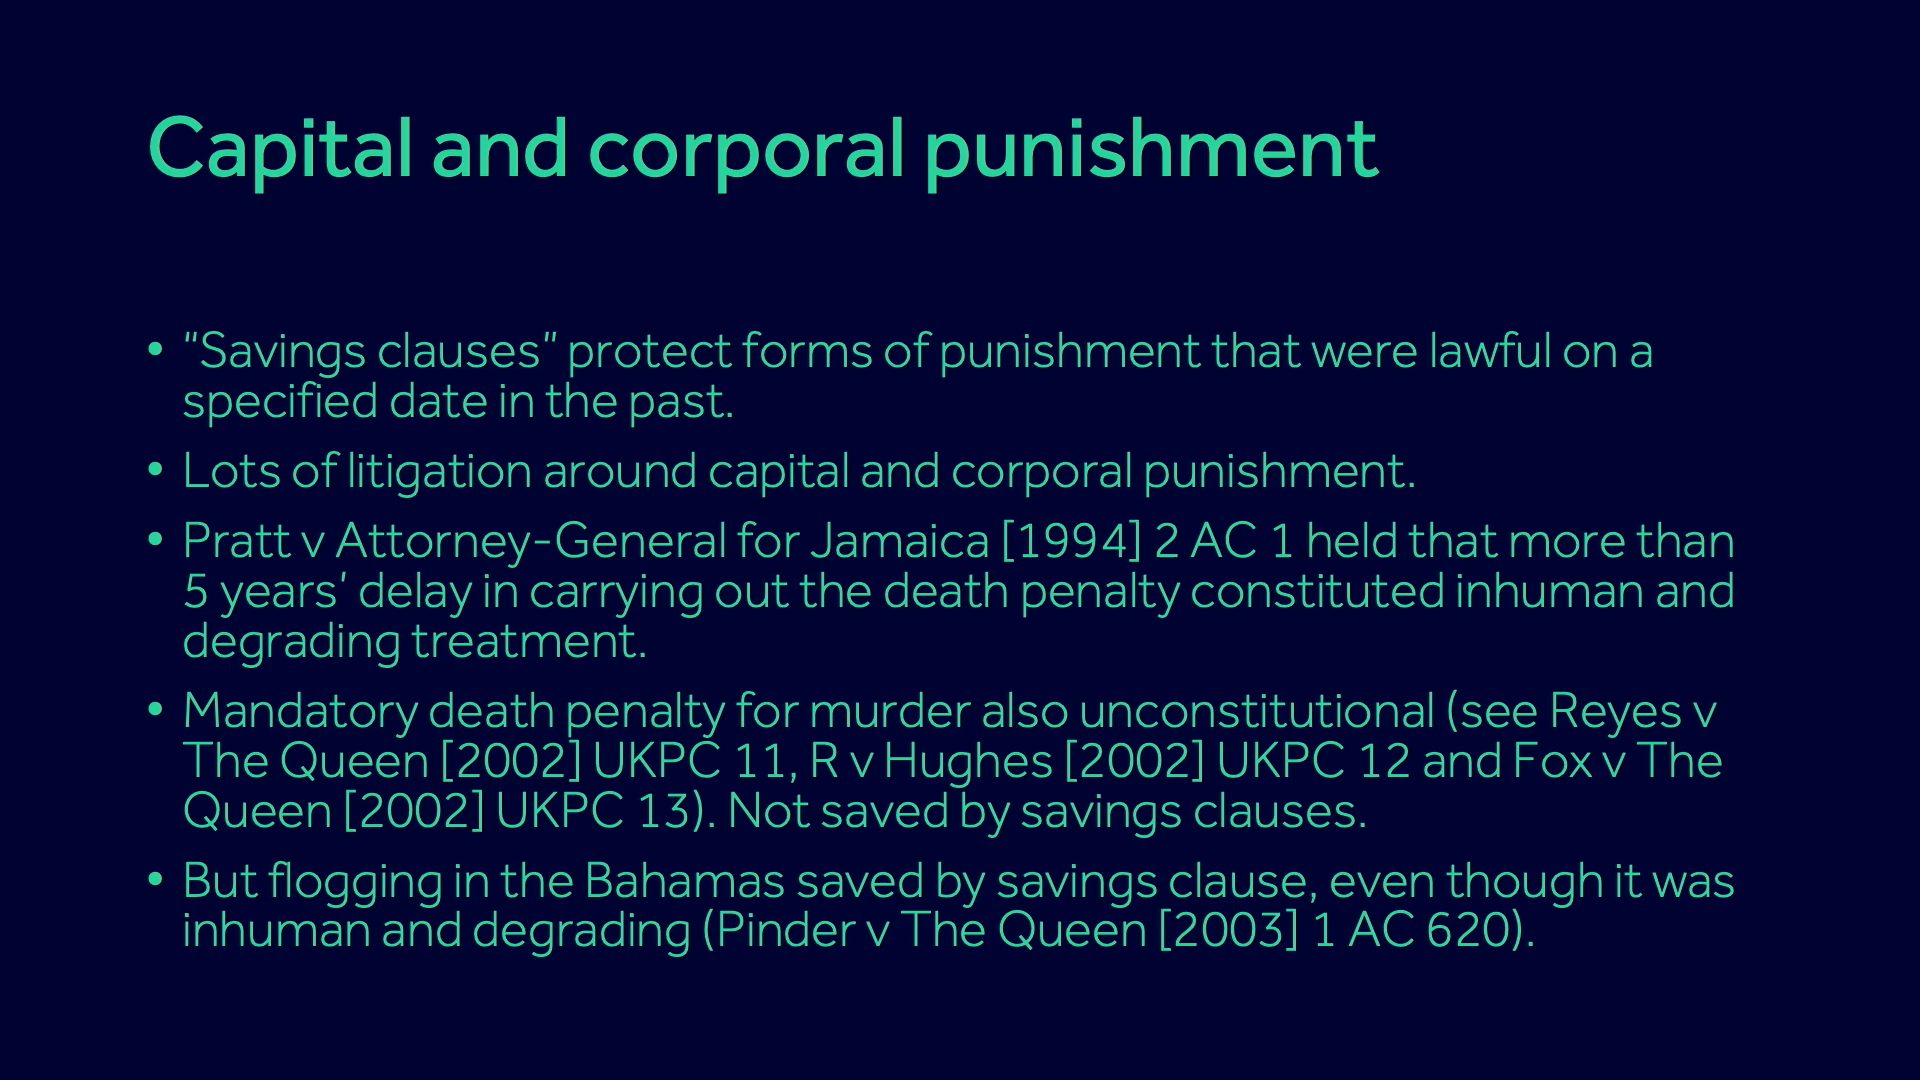 Capital and corporal punishment
• “Savings clauses” protect forms of punishment that were lawful on a
specified date in the past.
• Lots of litigation around capital and corporal punishment.
• Pratt v Attorney-General for Jamaica [1994] 2 AC 1 held that more than
5 years’ delay in carrying out the death penalty constituted inhuman and
degrading treatment.
• Mandatory death penalty for murder also unconstitutional (see Reyes v
The Queen [2002] UKPC 11, R v Hughes [2002] UKPC 12 and Fox v The
Queen [2002] UKPC 13). Not saved by savings clauses.
• But flogging in the Bahamas saved by savings clause, even though it was
inhuman and degrading (Pinder v The Queen [2003] 1 AC 620).